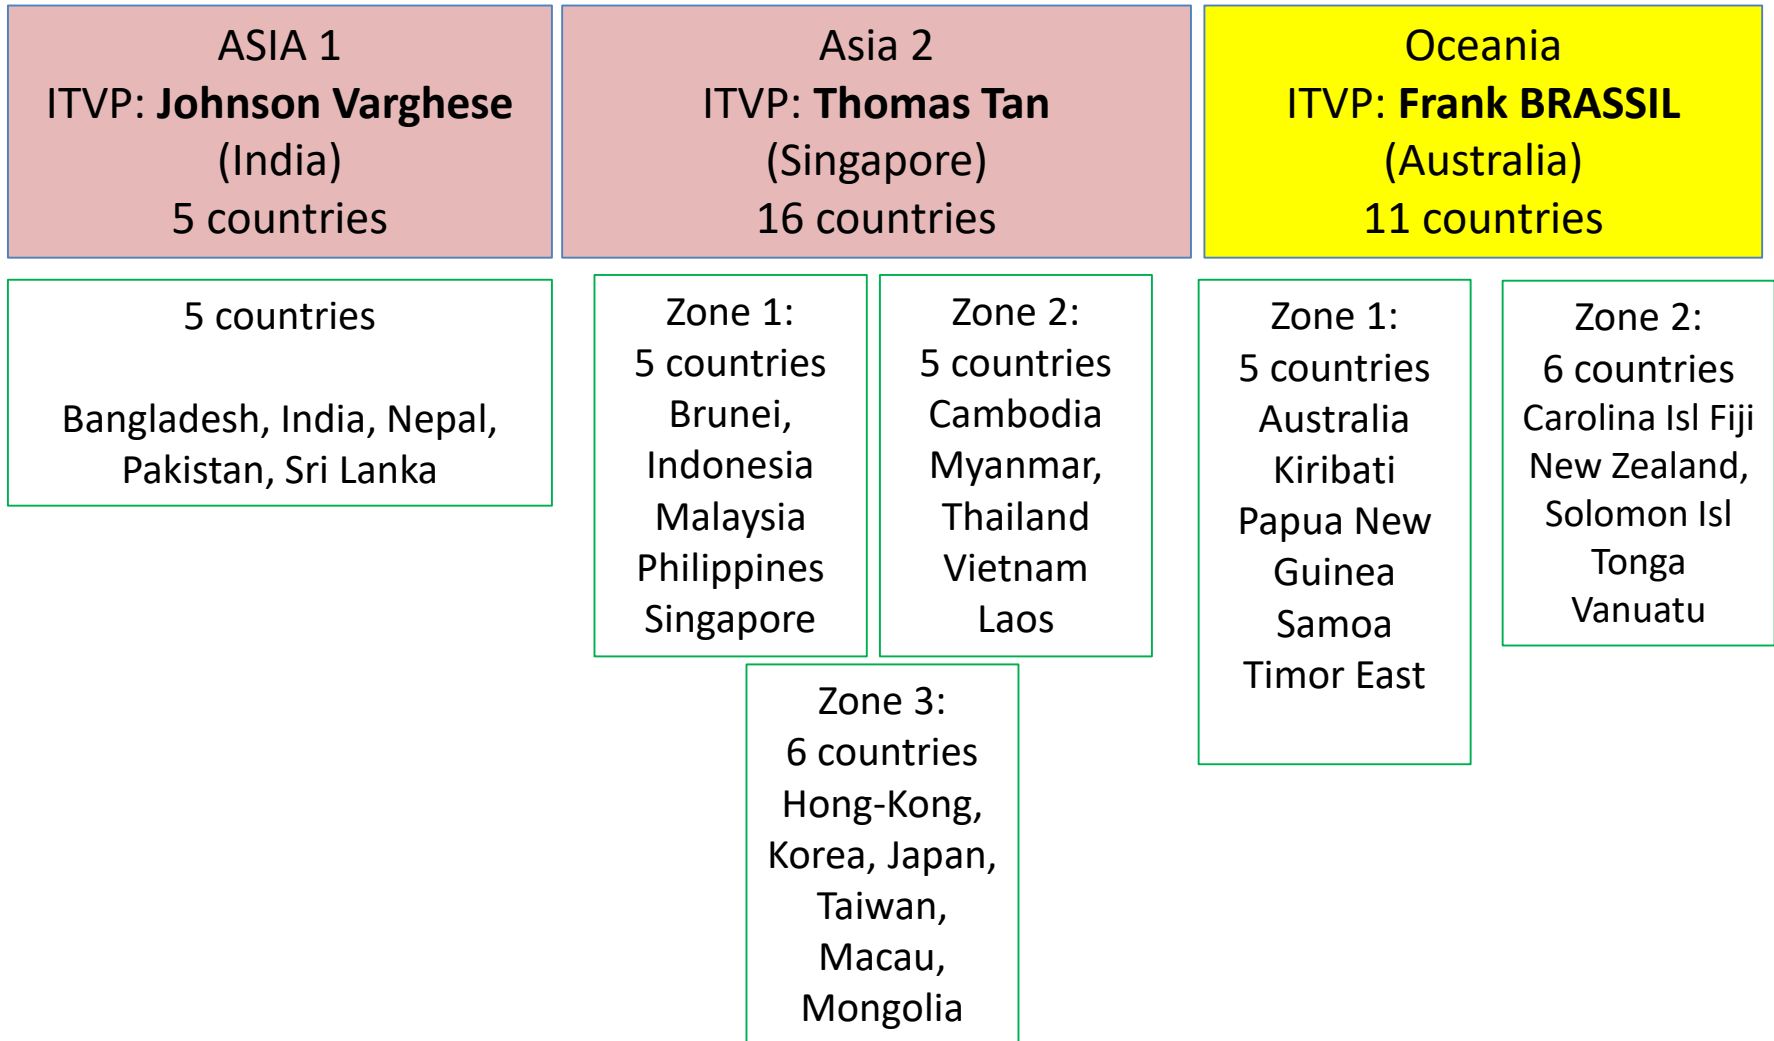 ASIA 1
ITVP: Johnson Varghese
(India)
5 countries
Asia 2
ITVP: Thomas Tan
(Singapore)
16 countries
Oceania
ITVP: Frank BRASSIL
(Australia)
11 countries
5 countries
Bangladesh, India, Nepal,
Pakistan, Sri Lanka
Zone 1:
5 countries
Brunei,
Indonesia
Malaysia
Philippines
Singapore
Zone 2:
5 countries
Cambodia
Myanmar,
Thailand
Vietnam
Laos
Zone 3:
6 countries
Hong-Kong,
Korea, Japan,
Taiwan,
Macau,
Mongolia
Zone 1:
5 countries
Australia
Kiribati
Papua New
Guinea
Samoa
Timor East
Zone 2:
6 countries
Carolina Isl Fiji
New Zealand,
Solomon Isl
Tonga
Vanuatu